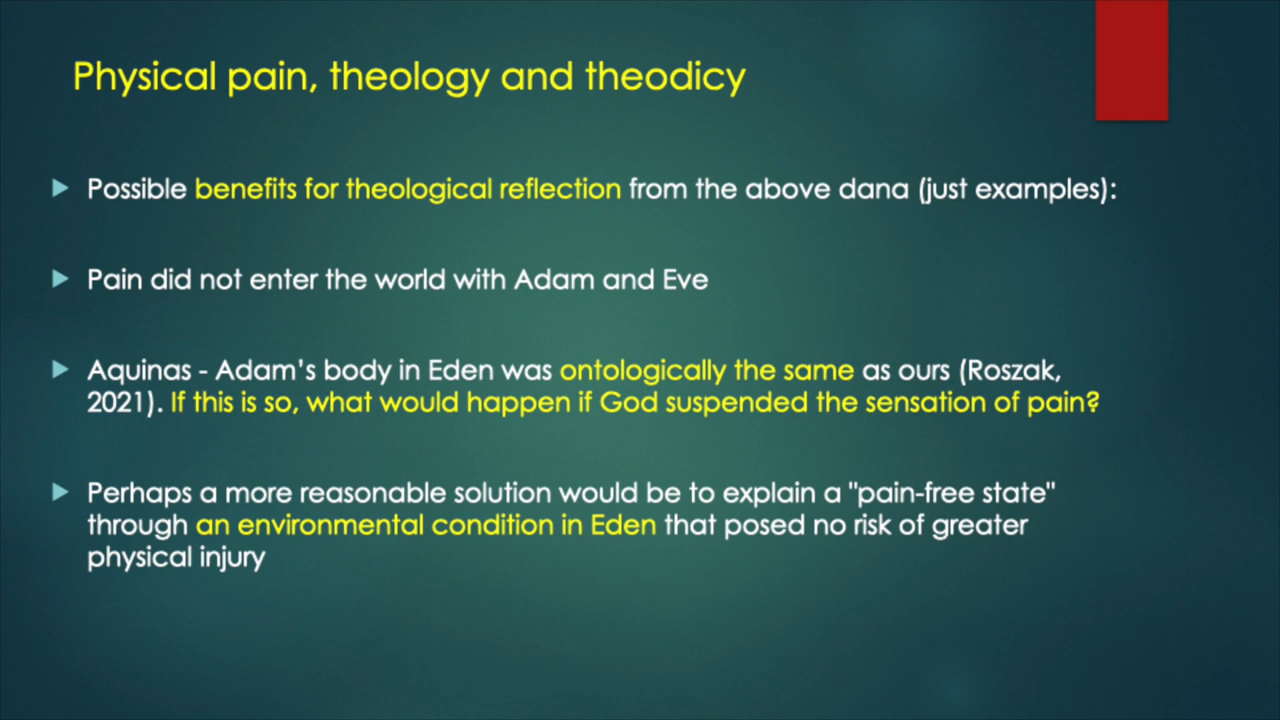 Physical pain, theology and theodicy
Possible benefits for theological reflection from the above dana (just examples):
Pain did not enter the world with Adam and Eve
Aquinas - Adam’s body in Eden was ontologically the same as ours (Roszak,
2021). If this is so, what would happen if God suspended the sensation of pain?
Perhaps a more reasonable solution would be to explain a "pain-free state"
through an environmental condition in Eden that posed no risk of greater
physical injury